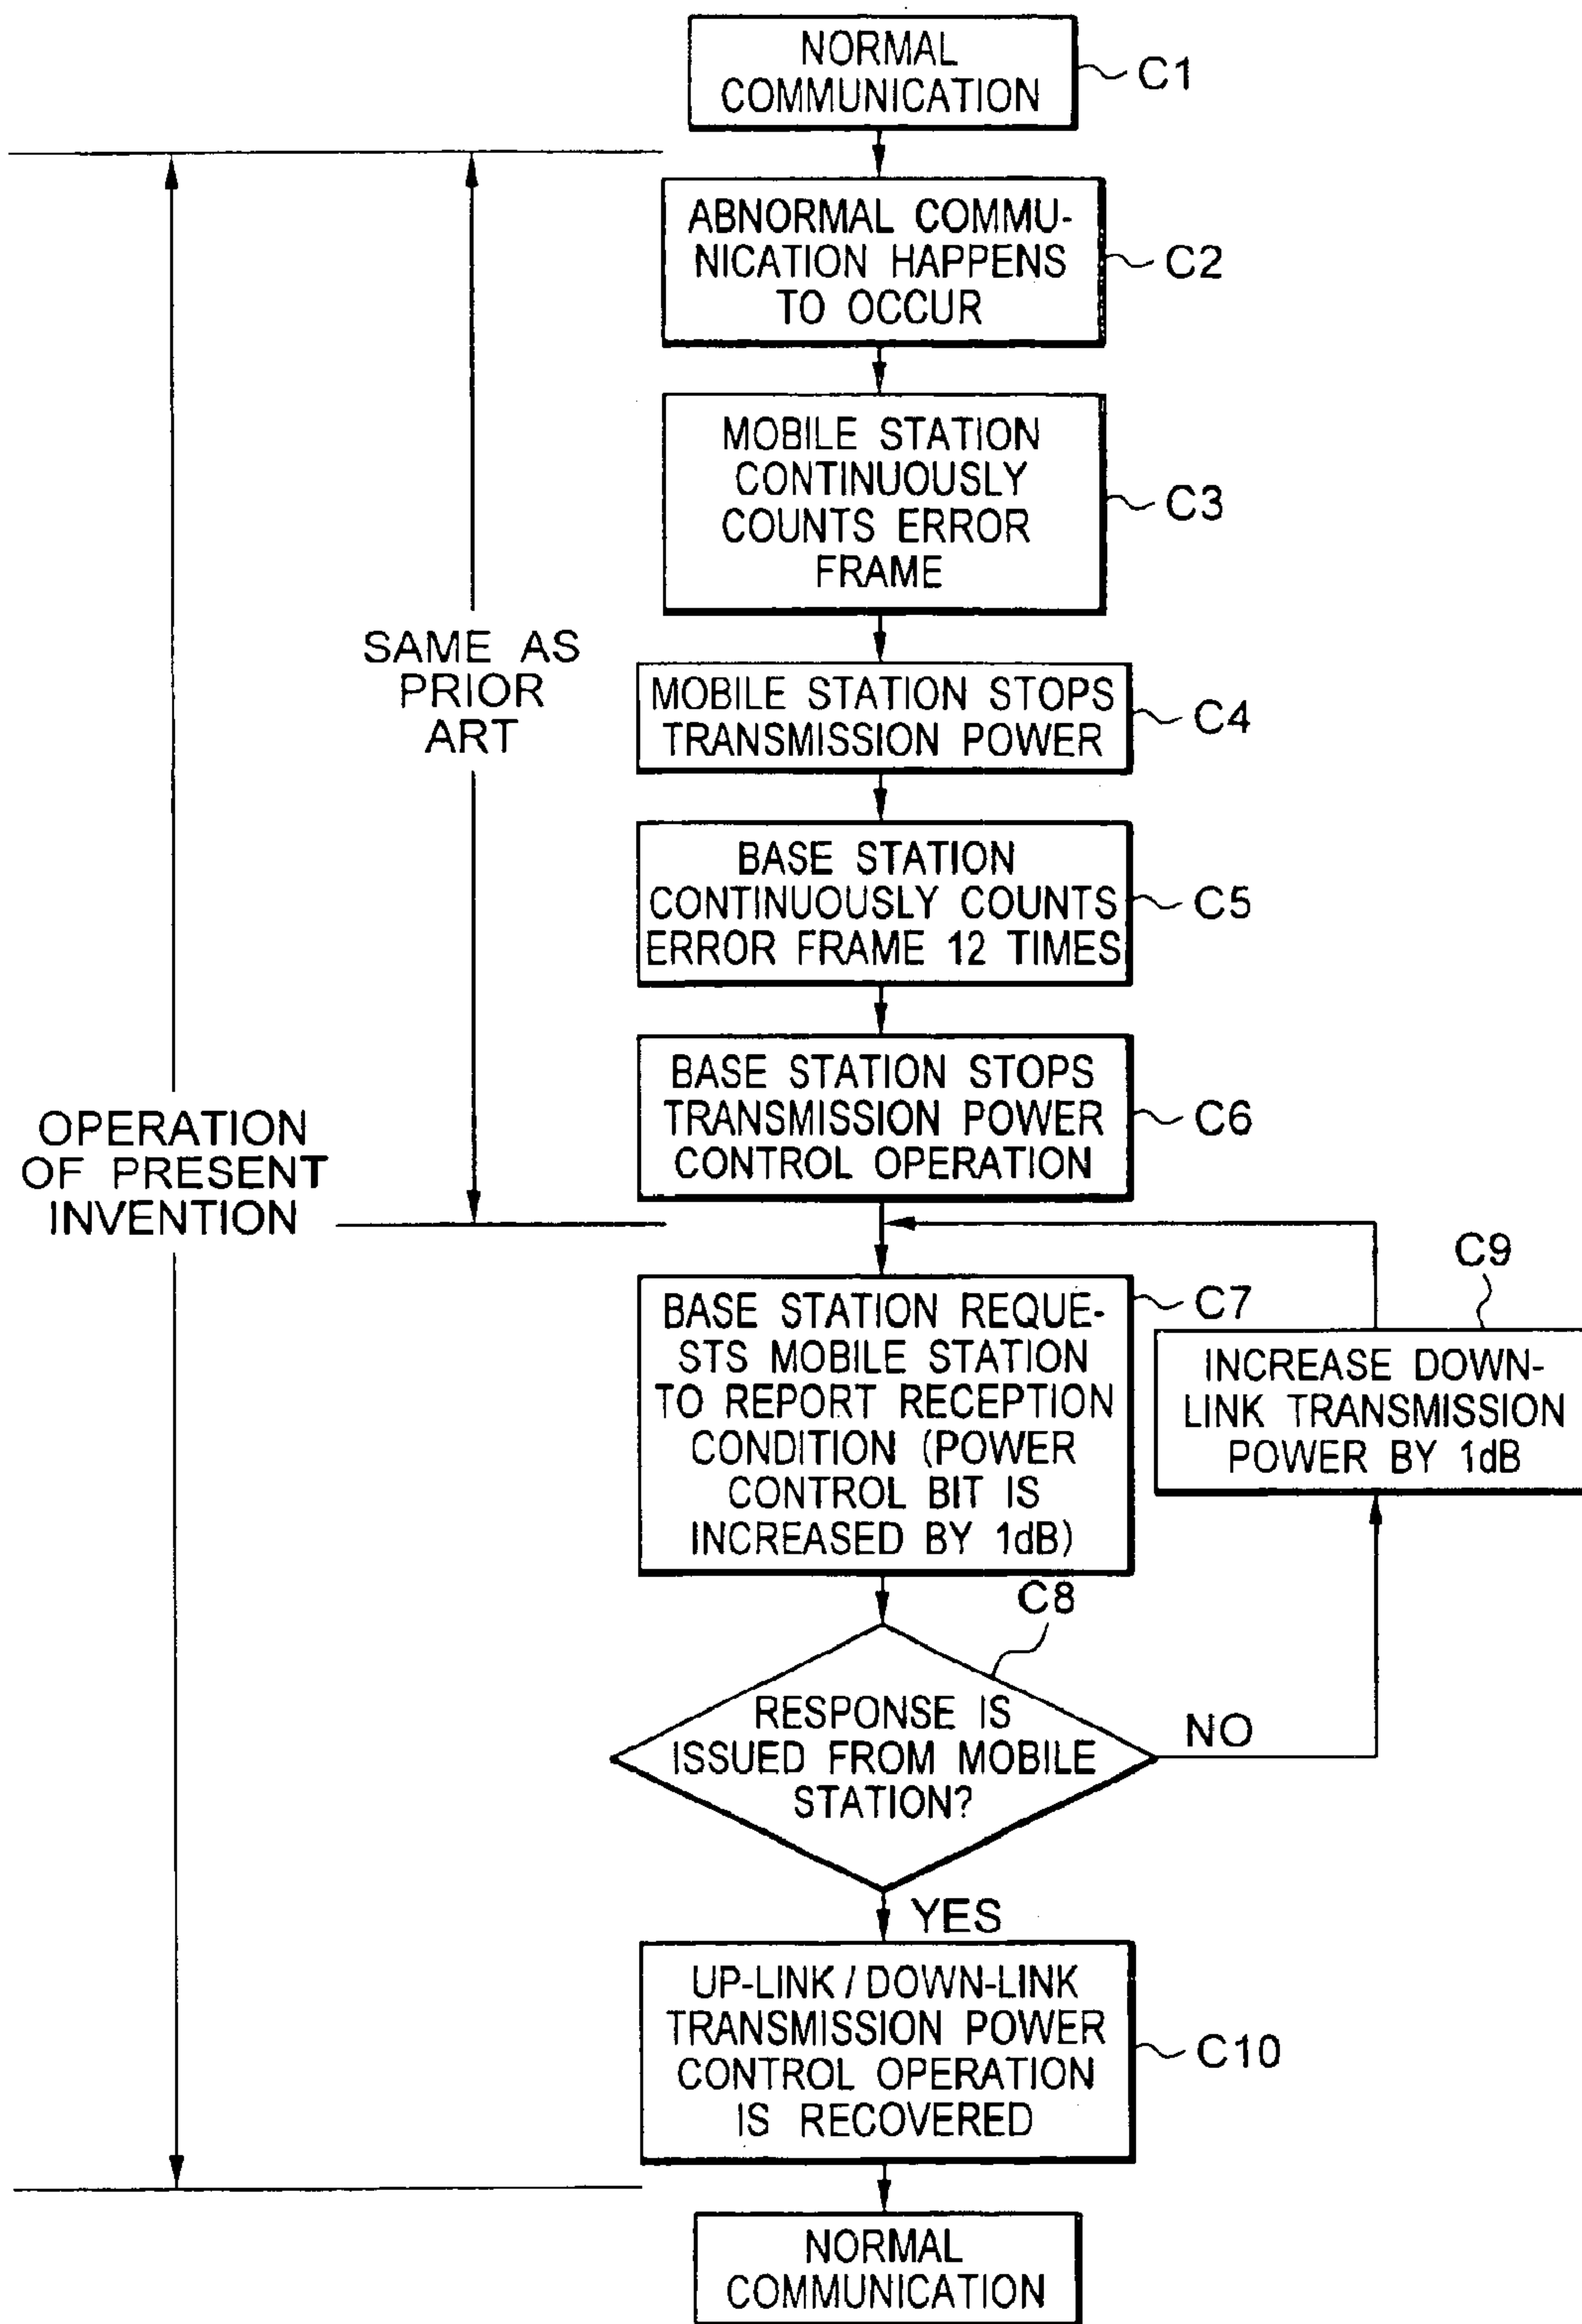 NORMAL
COMMUNICATION
C1
ABNORMAL COMMU-
NICATION HAPPENS
TO OCCUR
C2
MOBILE STATION
CONTINUOUSLY
COUNTS ERROR
FRAME
C3
SAME AS
PRIOR
ART
MOBILE STATION STOPS
TRANSMISSION POWER
C4
BASE STATION
CONTINUOUSLY COUNTS
ERROR FRAME 12 TIMES
C5
BASE STATION STOPS
TRANSMISSION POWER
CONTROL OPERATION
C6
OPERATION
OF PRESENT
INVENTION
BASE STATION REQUE-
STS MOBILE STATION
TO REPORT RECEPTION
CONDITION (POWER
CONTROL BIT IS
INCREASED BY 1dB)
C7
C9
INCREASE DOWN-
LINK TRANSMISSION
POWER BY 1dB
C8
RESPONSE IS
ISSUED FROM MOBILE
STATION?
NO
YES
UP-LINK / DOWN-LINK
TRANSMISSION POWER
CONTROL OPERATION
IS RECOVERED
C10
NORMAL
COMMUNICATION